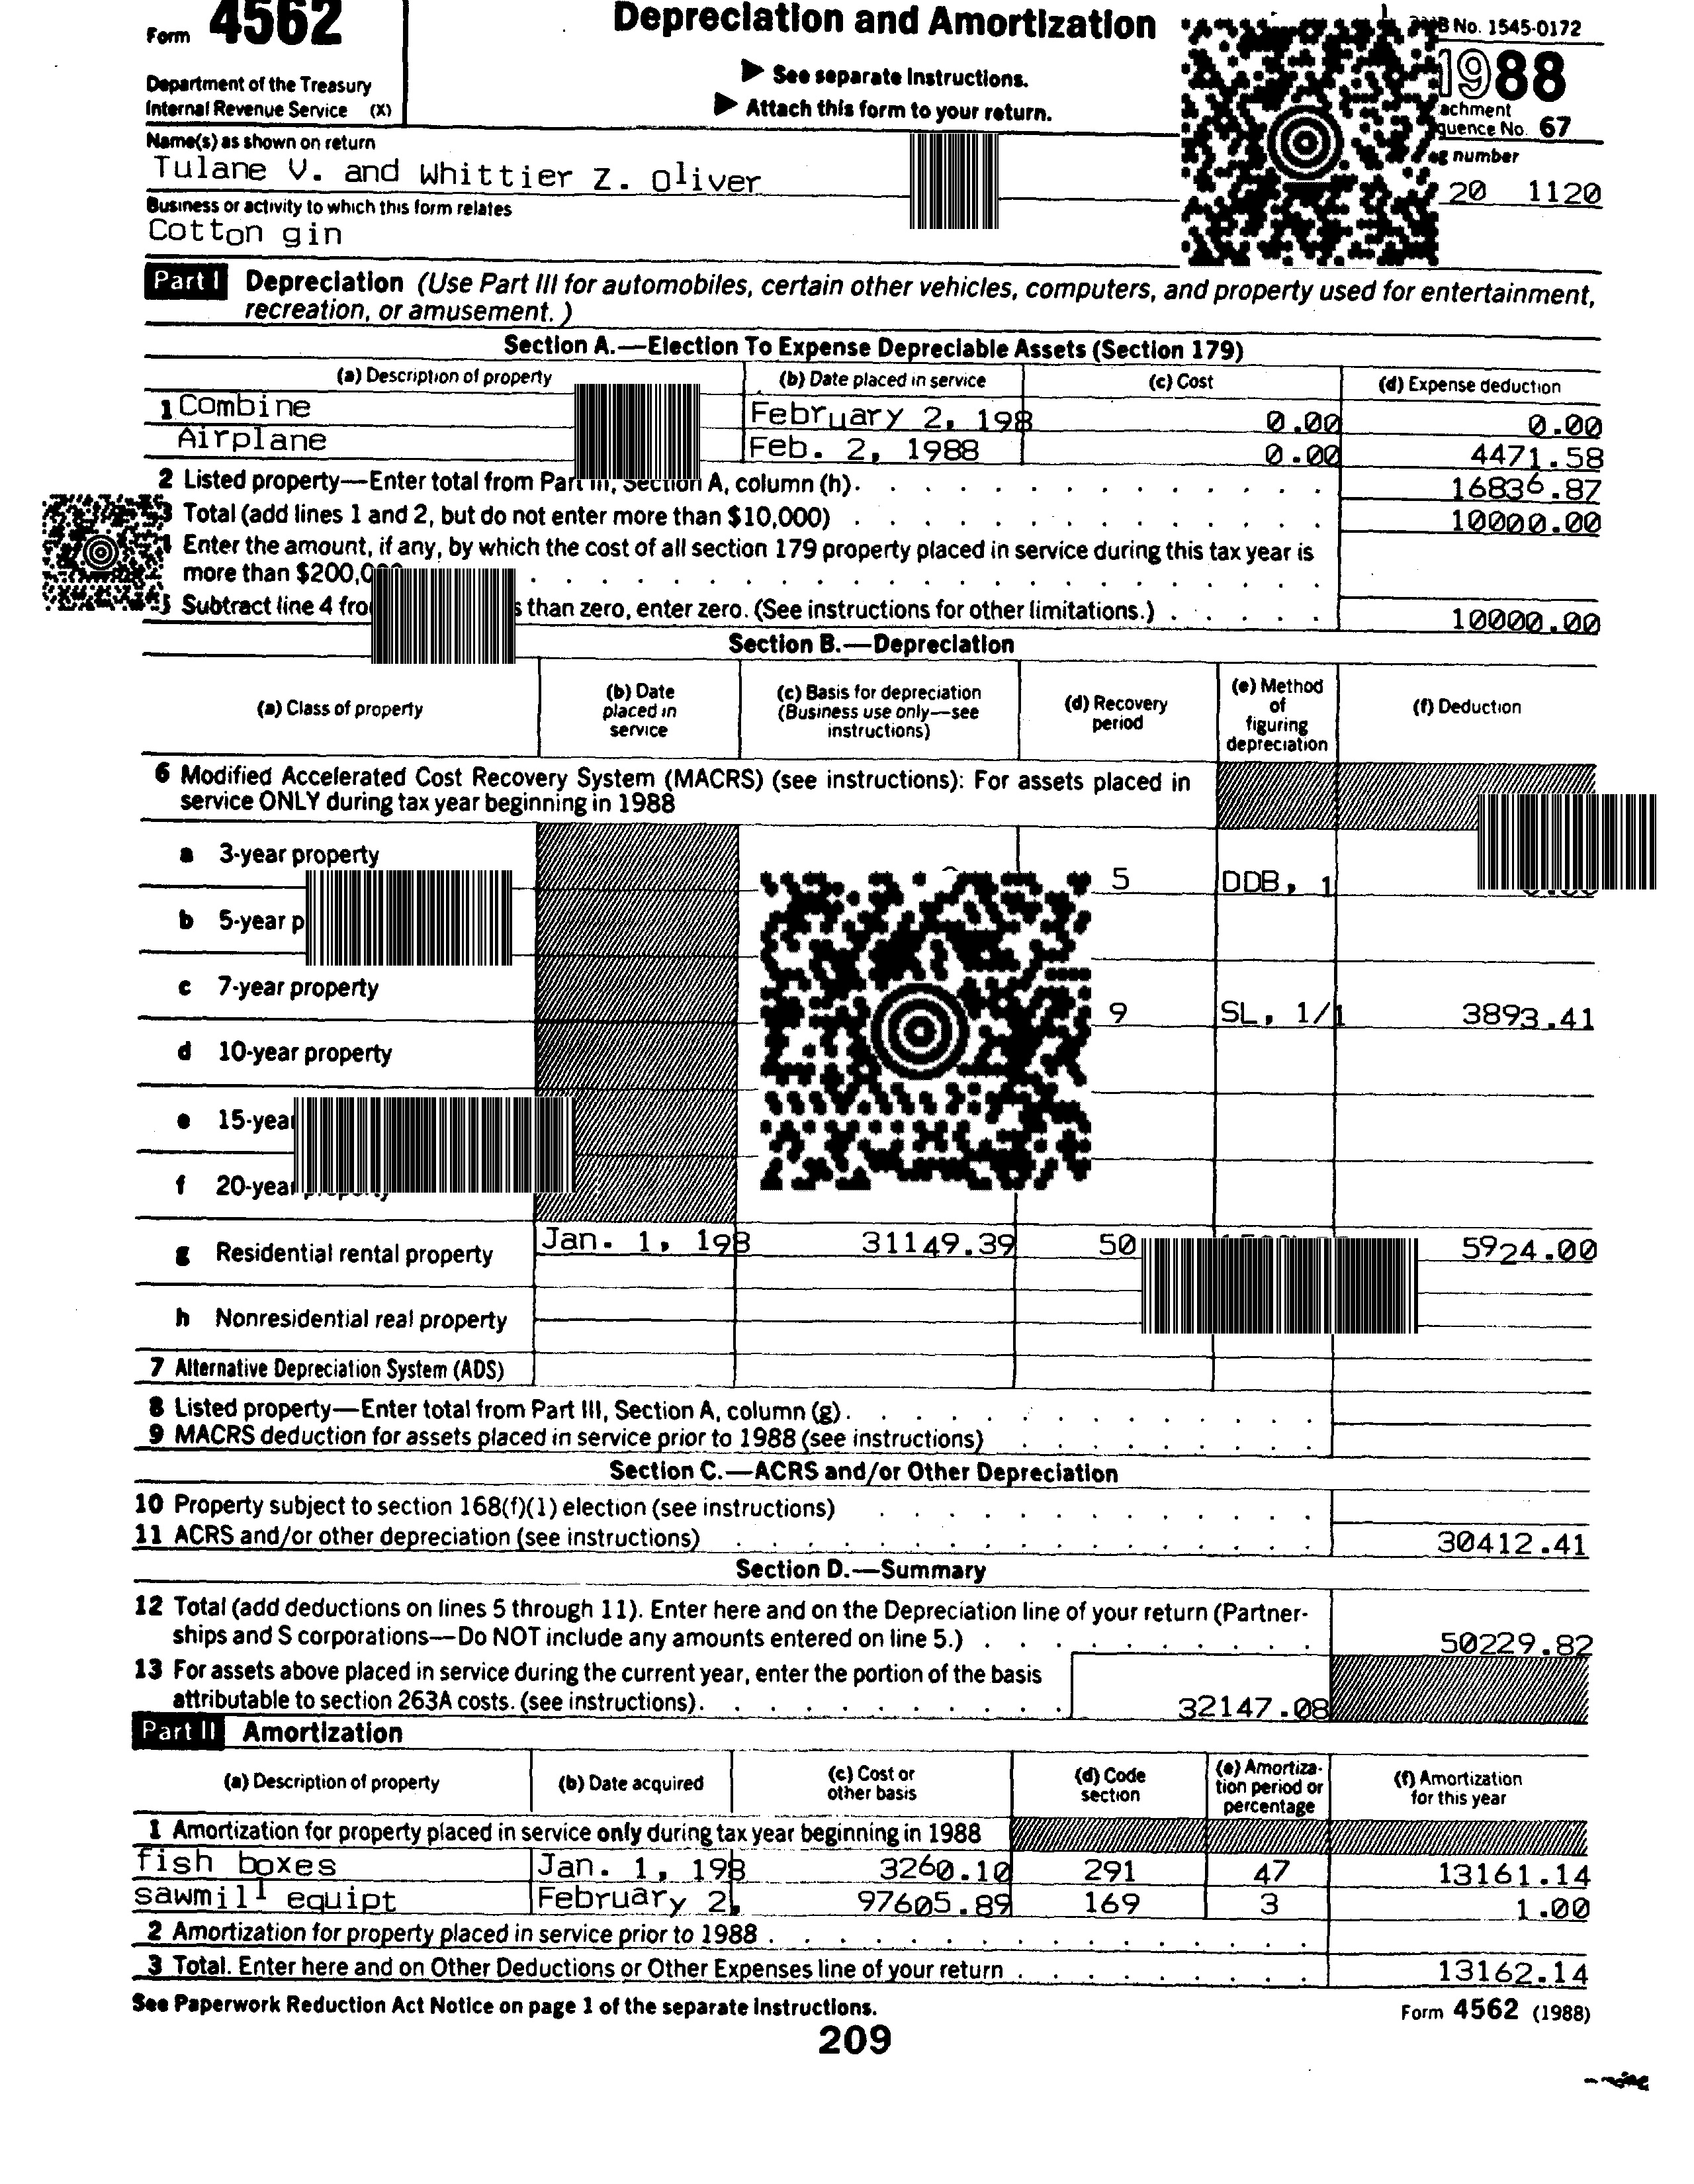 Form 4562
Depreciation and Amortization
No. 1545-0172
See separate Instructions.
Attach this form to your return.
1988
Department of the Treasury
Internal Revenue Service (X)
No. 67
Name(s) as shown on return
number
Tulane V. and Whittier Z. Oliver
20 1120
Business or activity to which this form relates
Cotton gin
Part I Depreciation (Use Part III for automobiles, certain other vehicles, computers, and property used for entertainment,
recreation, or amusement.)
Section A.—Election To Expense Depreciable Assets (Section 179)
(a) Description of property (b) Date placed in service (c) Cost (d) Expense deduction
1 Combine February 2, 198 0.00 0.00
Airplane Feb. 2, 1988 0.00 4471.58
2 Listed property—Enter total from Part III, Section A, column (h). 16836.87
3 Total (add lines 1 and 2, but do not enter more than $10,000) 10000.00
Enter the amount, if any, by which the cost of all section 179 property placed in service during this tax year is
more than
Subtract line 4 than zero, enter zero. (See instructions for other limitations.) 10000.00
Section B.—Depreciation
(a) Class of property (b) Date placed in service (c) Basis for depreciation (Business use only—see instructions) (d) Recovery period (e) Method of figuring depreciation (f) Deduction
6 Modified Accelerated Cost Recovery System (MACRS) (see instructions): For assets placed in
service ONLY during tax year beginning in 1988
a 3-year property 5 DDB, 1
b 5-year
c 7-year property 9 SL, 1/1 3893.41
d 10-year property
e 15-year
f 20-year
g Residential rental property Jan. 1, 198 31149.39 50 5924.00
h Nonresidential real property
7 Alternative Depreciation System (ADS)
8 Listed property—Enter total from Part III, Section A, column (g).
9 MACRS deduction for assets placed in service prior to 1988 (see instructions)
Section C.—ACRS and/or Other Depreciation
10 Property subject to section 168(f)(1) election (see instructions)
11 ACRS and/or other depreciation (see instructions) 30412.41
Section D.—Summary
12 Total (add deductions on lines 5 through 11). Enter here and on the Depreciation line of your return (Partner-
ships and S corporations—Do NOT include any amounts entered on line 5.) 50229.82
13 For assets above placed in service during the current year, enter the portion of the basis
attributable to section 263A costs. (see instructions). 32147.08
Part II Amortization
(a) Description of property (b) Date acquired (c) Cost or other basis (d) Code section (e) Amortiza-tion period or percentage (f) Amortization for this year
1 Amortization for property placed in service only during tax year beginning in 1988
fish boxes Jan. 1, 198 3260.10 291 47 13161.14
sawmill equipt February 2, 97605.89 169 3 1.00
2 Amortization for property placed in service prior to 1988
3 Total. Enter here and on Other Deductions or Other Expenses line of your return 13162.14
See Paperwork Reduction Act Notice on page 1 of the separate Instructions.
Form 4562 (1988)
209